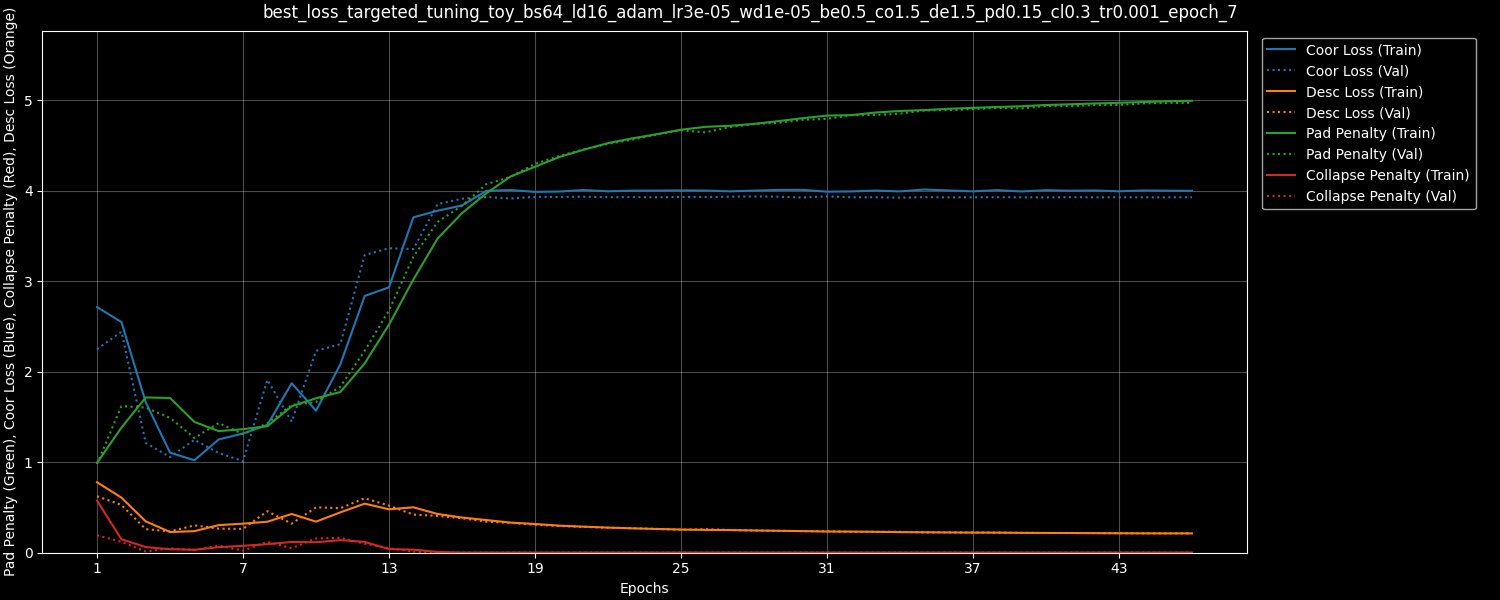 best_loss_targeted_tuning_toy_bs64_ld16_adam_lr3e-05_wd1e-05_be0.5_co1.5_de1.5_pd0.15_cl0.3_tr0.001_epoch_7
Pad Penalty (Green), Coor Loss (Blue), Collapse Penalty (Red), Desc Loss (Orange)
5
4
3
2
1
0
1 7 13 19 25 31 37 43
Epochs
Coor Loss (Train)
Coor Loss (Val)
Desc Loss (Train)
Desc Loss (Val)
Pad Penalty (Train)
Pad Penalty (Val)
Collapse Penalty (Train)
Collapse Penalty (Val)